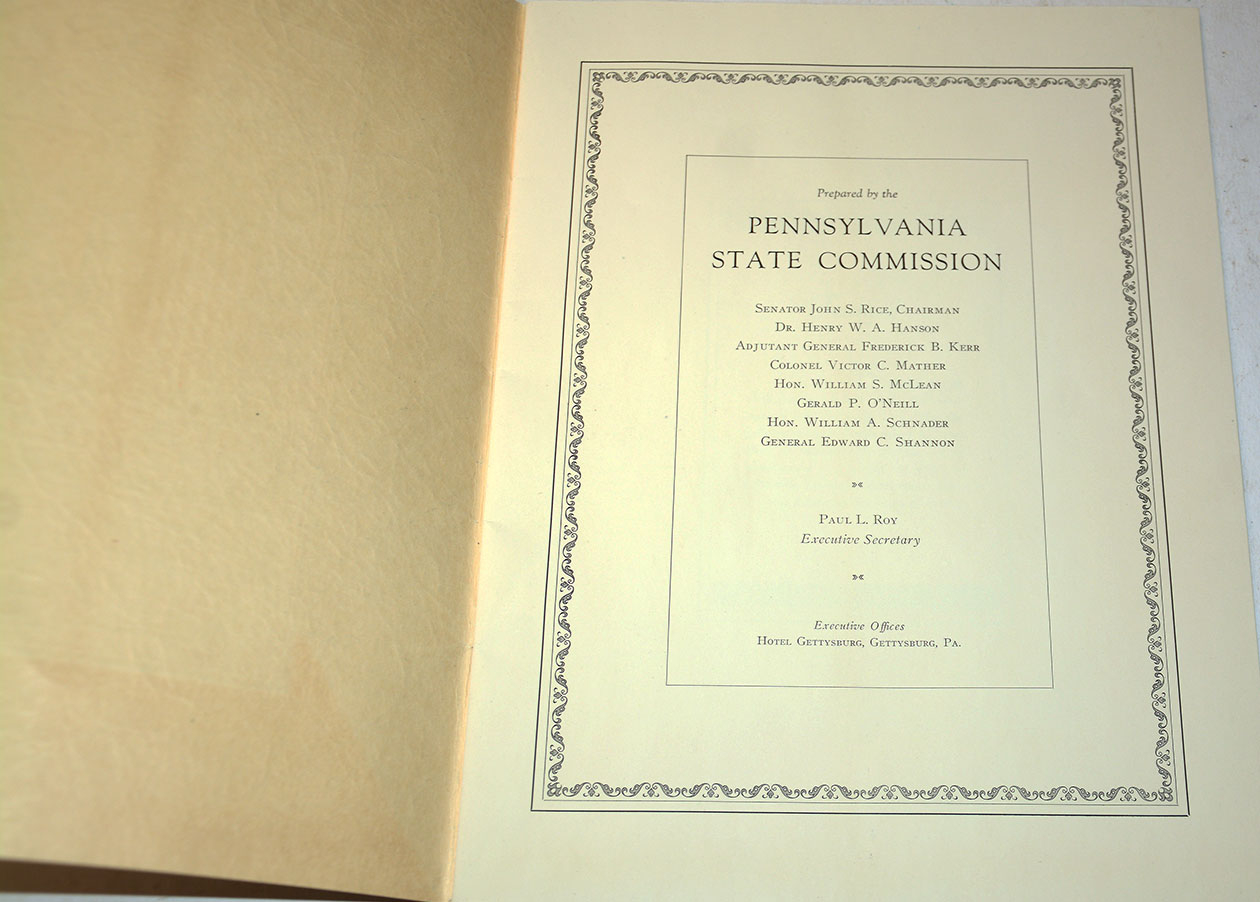 Prepared by the
PENNSYLVANIA
STATE COMMISSION
Senator John S. Rice, Chairman
Dr. Henry W. A. Hanson
Adjutant General Frederick B. Kerr
Colonel Victor C. Mather
Hon. William S. McLean
Gerald P. O'Neill
Hon. William A. Schnader
General Edward C. Shannon
Paul L. Roy
Executive Secretary
Executive Offices
Hotel Gettysburg, Gettysburg, Pa.